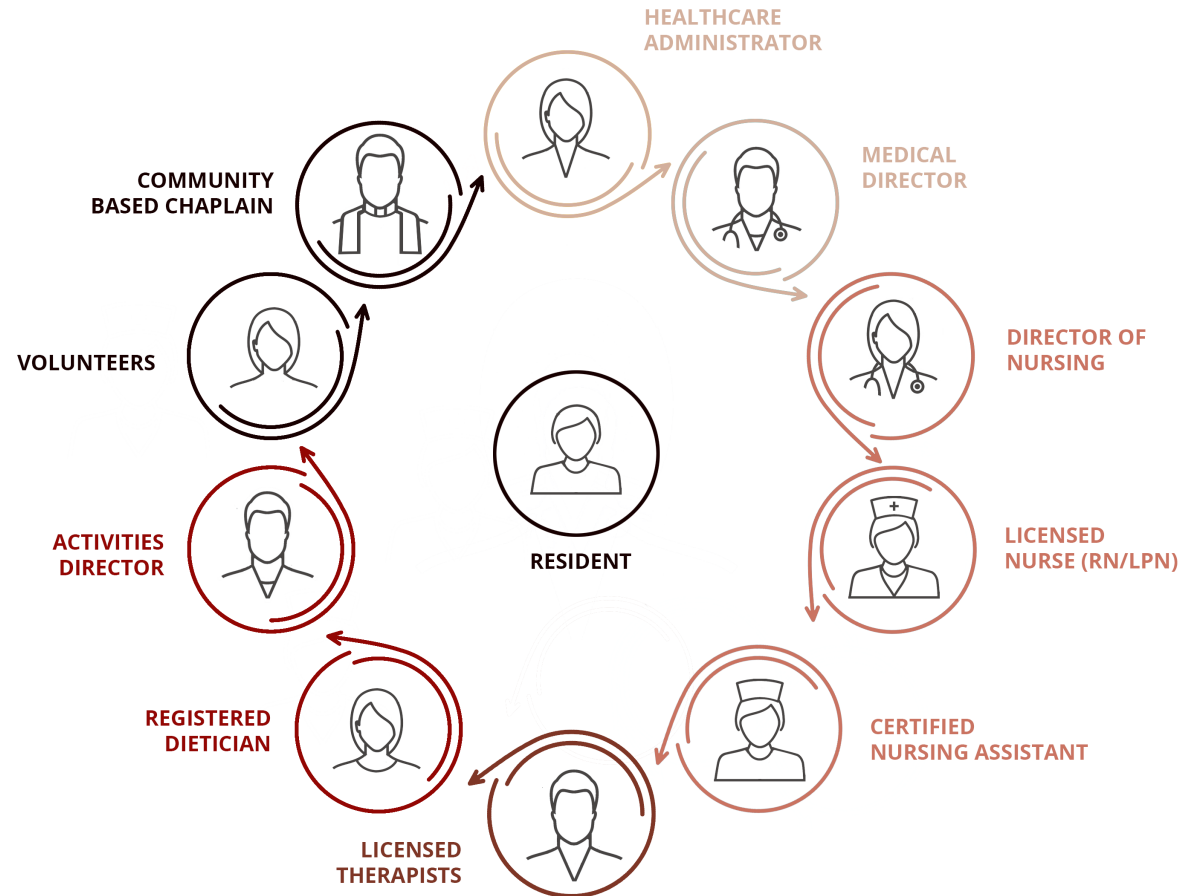 HEALTHCARE
ADMINISTRATOR
MEDICAL
DIRECTOR
COMMUNITY
BASED CHAPLAIN
DIRECTOR OF
NURSING
VOLUNTEERS
LICENSED
NURSE (RN/LPN)
ACTIVITIES
DIRECTOR
RESIDENT
REGISTERED
DIETICIAN
CERTIFIED
NURSING ASSISTANT
LICENSED
THERAPISTS